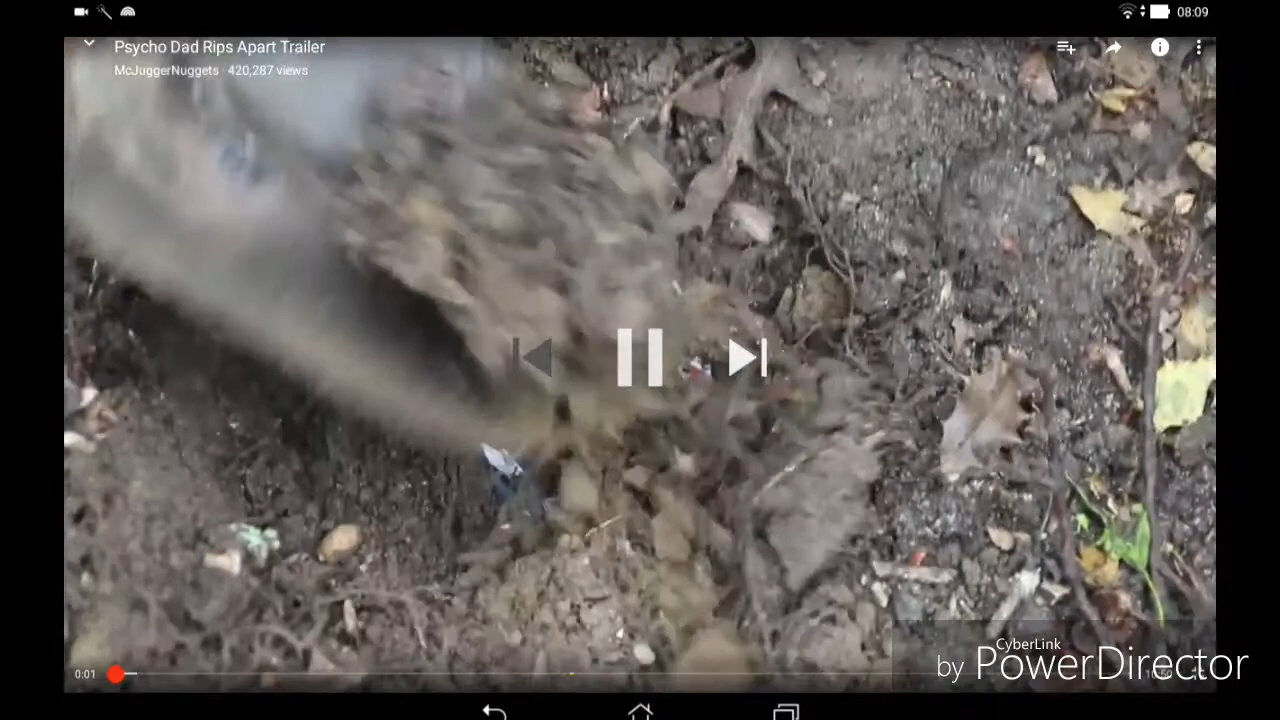 08:09
Psycho Dad Rips Apart Trailer
McJuggerNuggets · 420,287 views
0:01
CyberLink
by PowerDirector